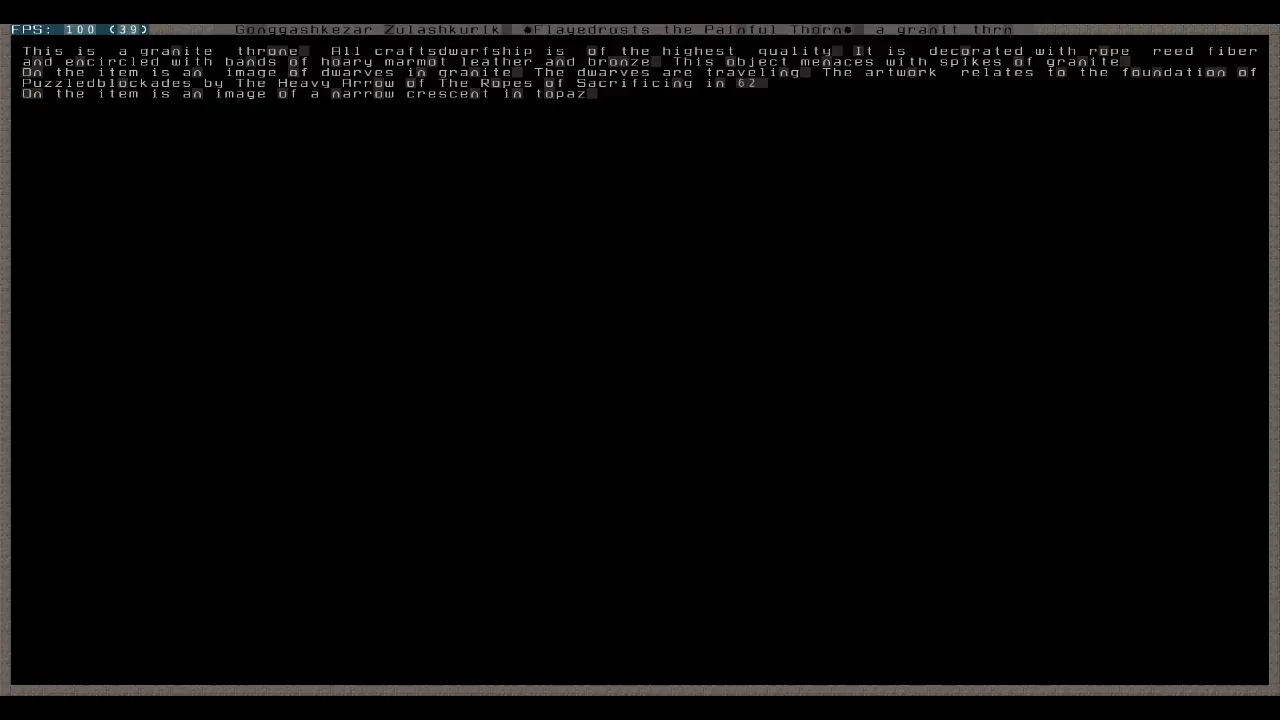 FPS: 100 (39) Gonggashkezar Zulashkurik "Flayedrusts the Painful Thorn" a granit thrn
This is a granite throne. All craftsdwarfship is of the highest quality. It is decorated with rope reed fiber
and encircled with bands of hoary marmot leather and bronze. This object menaces with spikes of granite.
On the item is an image of dwarves in granite. The dwarves are traveling. The artwork relates to the foundation of
Puzzledblockades by The Heavy Arrow of The Ropes of Sacrificing in 62.
On the item is an image of a narrow crescent in topaz.